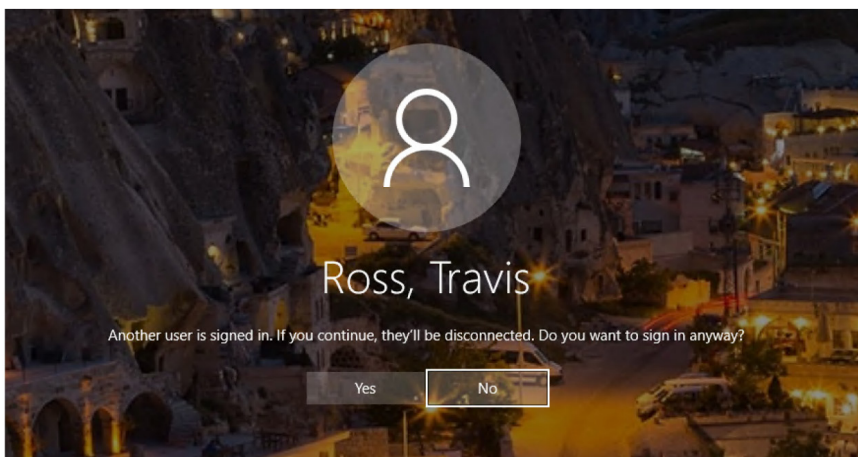 Ross, Travis
Another user is signed in. If you continue, they'll be disconnected. Do you want to sign in anyway?
Yes No